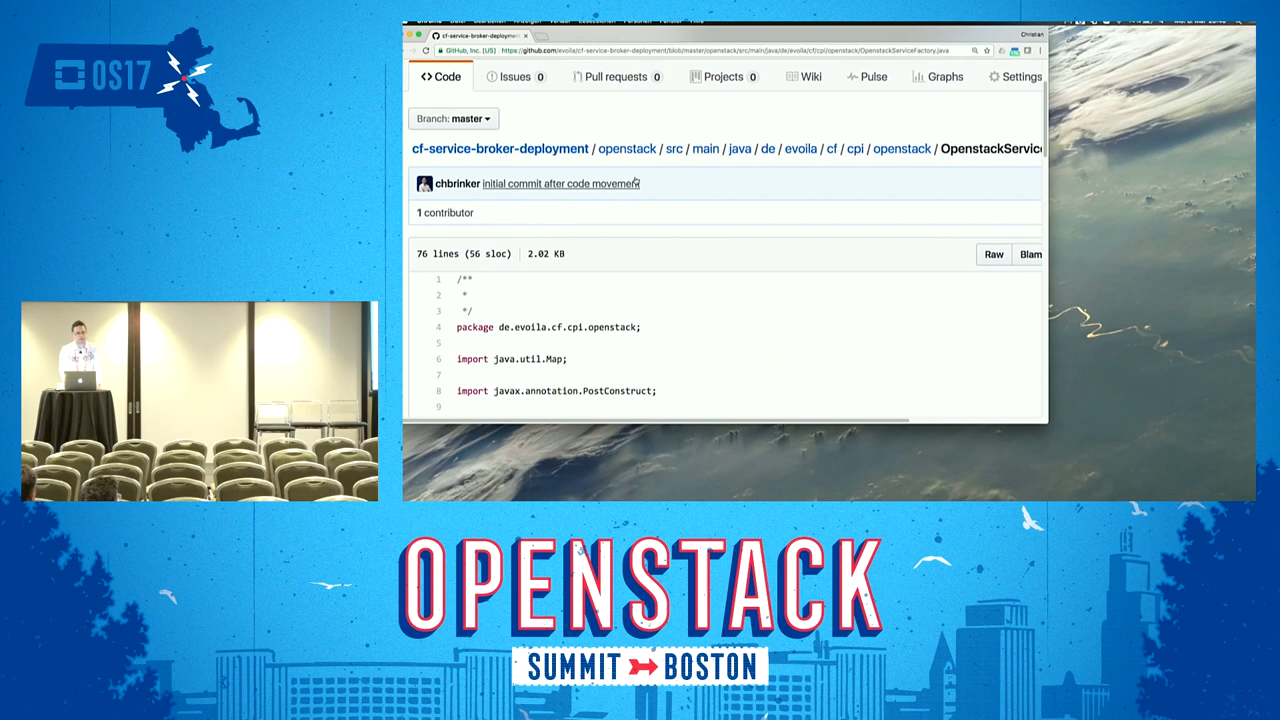 OS17
cf-service-broker-deploymen
Christian
GitHub, Inc. [US]
https://github.com/evoila/cf-service-broker-deployment/blob/master/openstack/src/main/java/de/evoila/cf/cpi/openstack/OpenstackServiceFactory.java
Code
Issues 0
Pull requests 0
Projects 0
Wiki
Pulse
Graphs
Settings
Branch: master
cf-service-broker-deployment / openstack / src / main / java / de / evoila / cf / cpi / openstack / OpenstackService
chbrinker initial commit after code movement
1 contributor
76 lines (56 sloc) 2.02 KB
Raw
Blam
1 /**
2 *
3 */
4 package de.evoila.cf.cpi.openstack;
5
6 import java.util.Map;
7
8 import javax.annotation.PostConstruct;
9
OPENSTACK
SUMMIT BOSTON